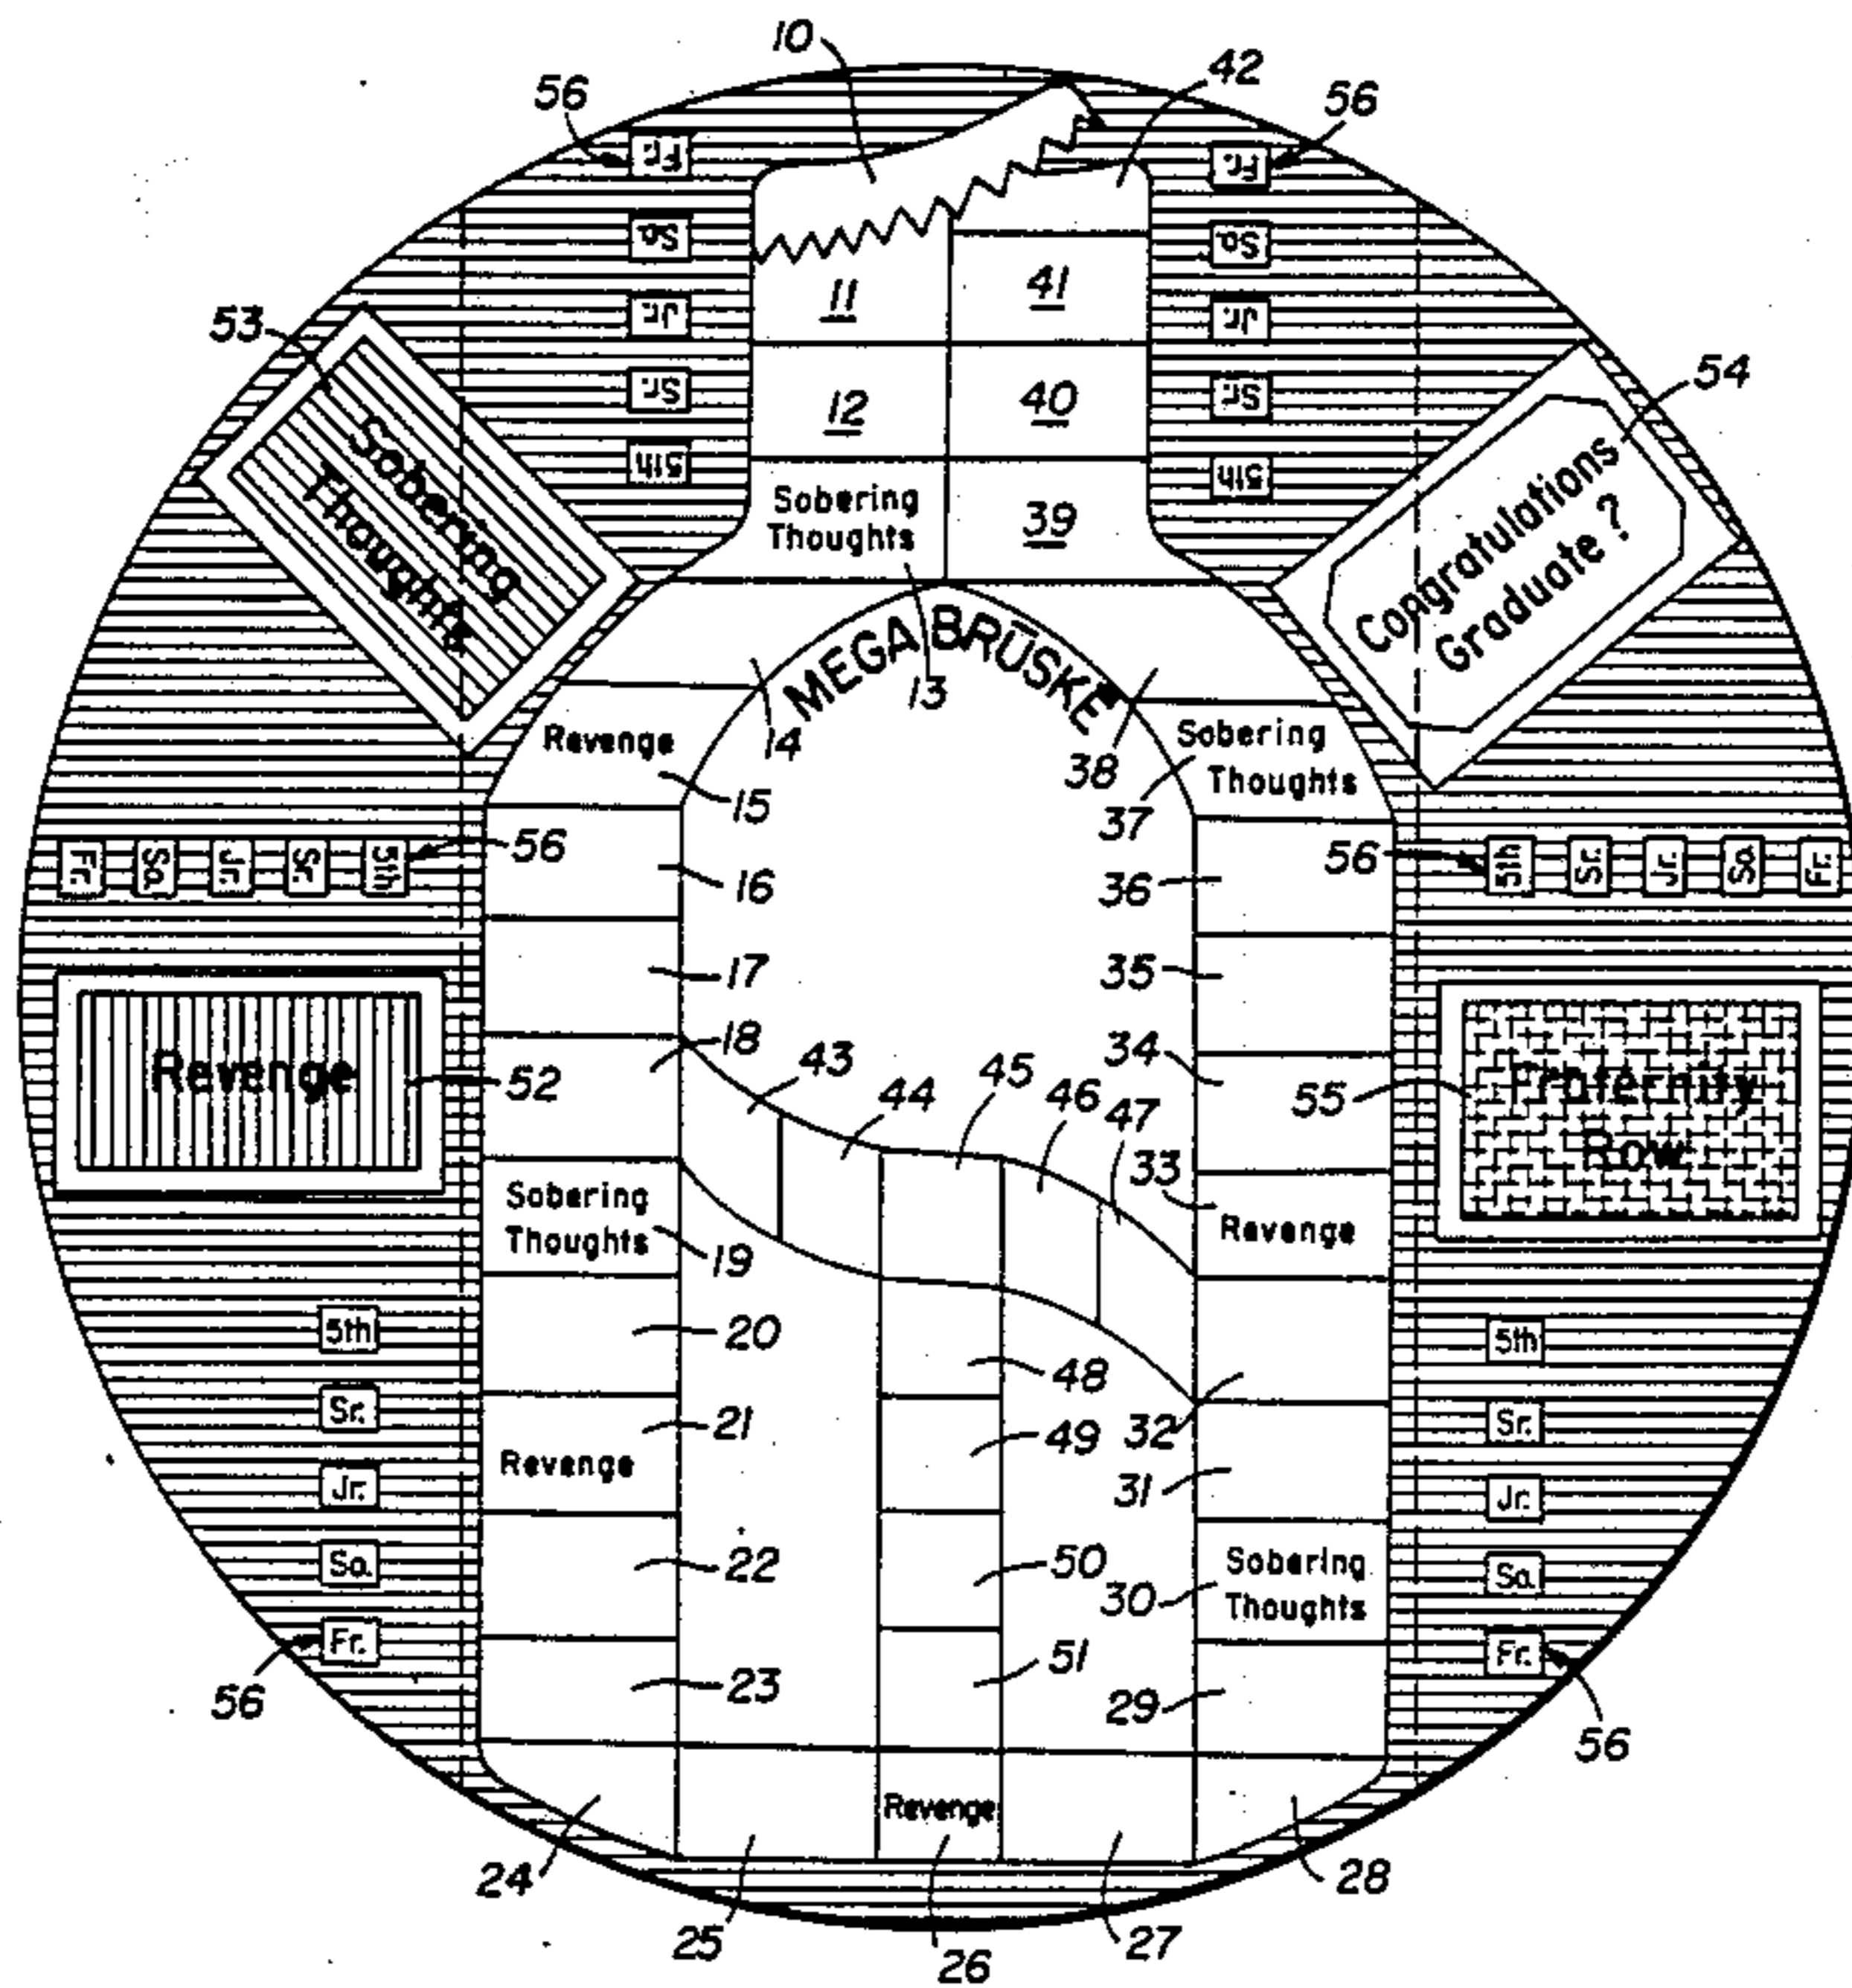 10
42
56
56
Fr.
Fr.
So.
So.
11
41
Jr.
Jr.
53
54
12
40
Sr.
Sr.
Sobering
Thoughts
5th
5th
Sobering
Thoughts
39
Congratulations
Graduate ?
MEGA BRŪSKĒ
13
14
38
Revenge
15
Sobering
Thoughts
37
Fr.
So.
Jr.
Sr.
5th
56
16
36
56
5th
Sr.
Jr.
So.
Fr.
17
35
18
43
44
45
46
47
34
Revenge
52
55
Fraternity
Row
33
Sobering
Thoughts
19
Revenge
5th
20
48
32
5th
Sr.
21
49
Sr.
Revenge
31
Jr.
Jr.
22
50
30
Sobering
Thoughts
So.
So.
Fr.
56
23
51
29
Fr.
56
Revenge
24
28
25
26
27